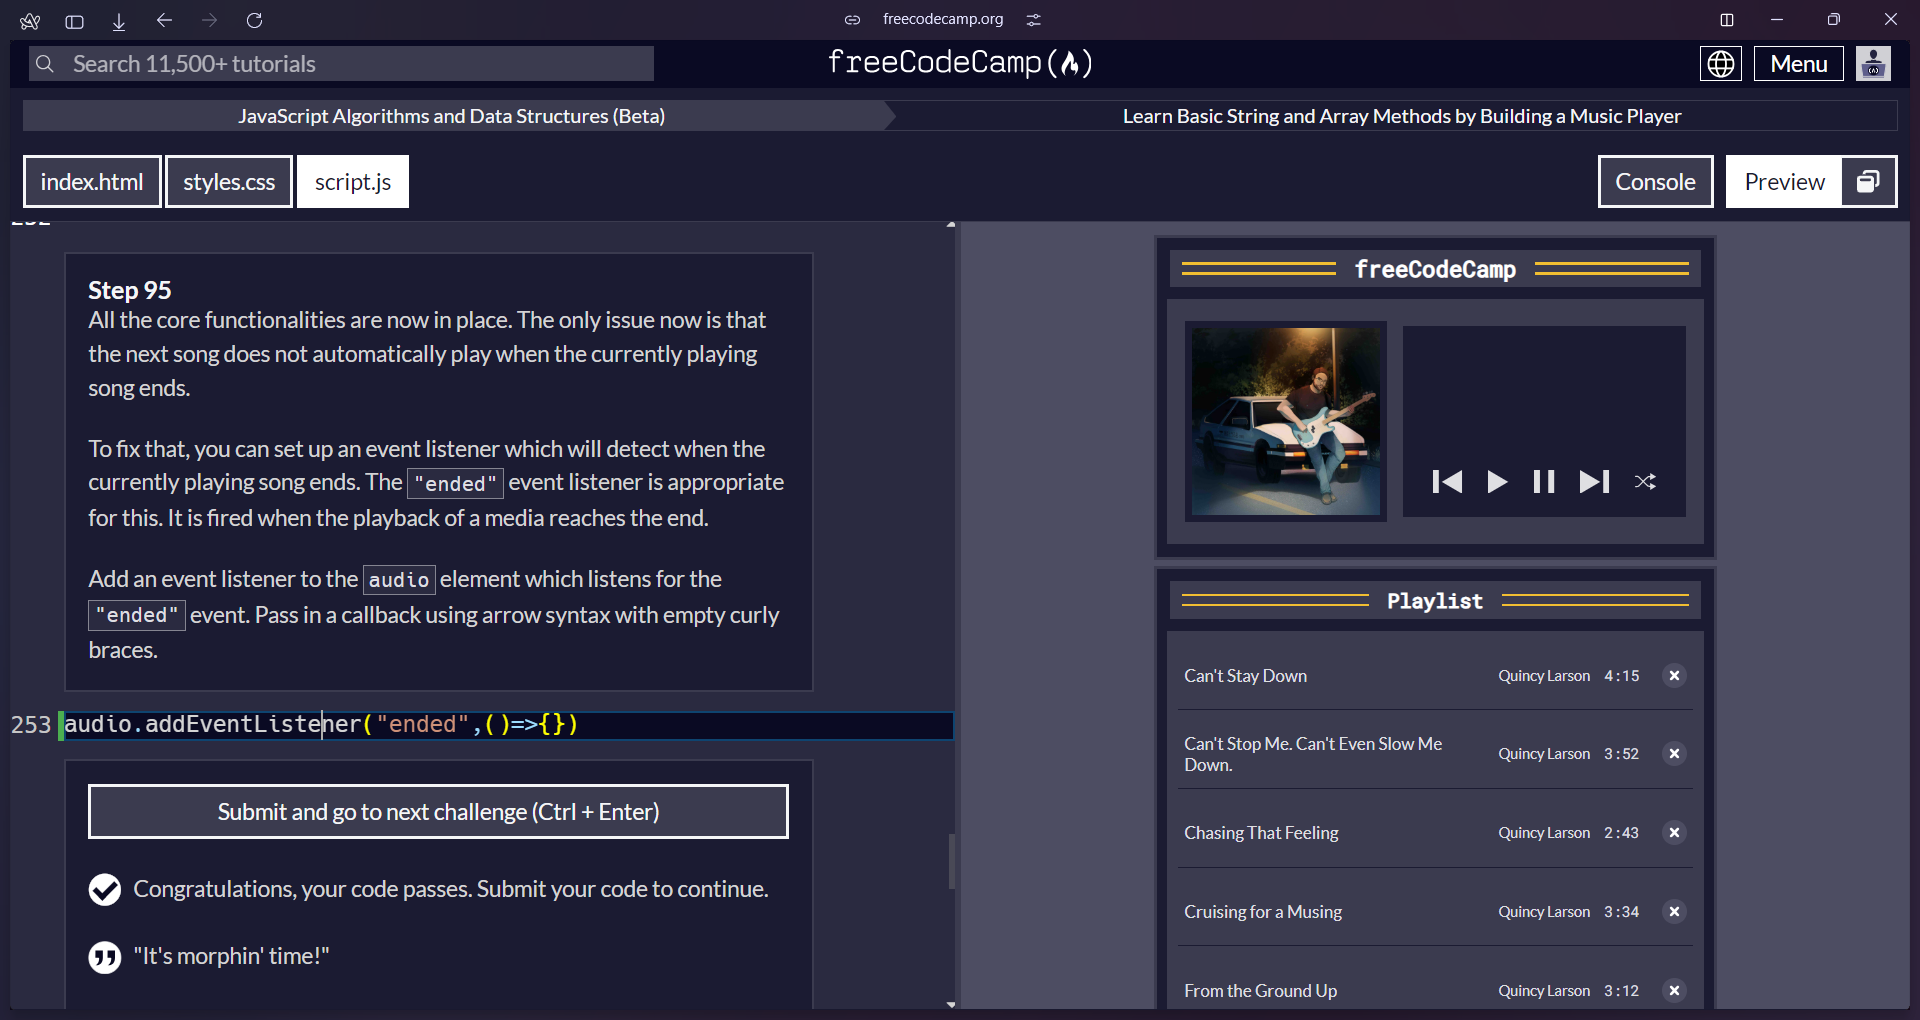 freecodecamp.org
Search 11,500+ tutorials
freeCodeCamp(🔥)
Menu
JavaScript Algorithms and Data Structures (Beta)
Learn Basic String and Array Methods by Building a Music Player
index.html
styles.css
script.js
Console
Preview
Step 95
All the core functionalities are now in place. The only issue now is that
the next song does not automatically play when the currently playing
song ends.
To fix that, you can set up an event listener which will detect when the
currently playing song ends. The "ended" event listener is appropriate
for this. It is fired when the playback of a media reaches the end.
Add an event listener to the audio element which listens for the
"ended" event. Pass in a callback using arrow syntax with empty curly
braces.
253 audio.addEventListener("ended",()=>{})
Submit and go to next challenge (Ctrl + Enter)
Congratulations, your code passes. Submit your code to continue.
"It's morphin' time!"
freeCodeCamp
Playlist
Can't Stay Down Quincy Larson 4:15
Can't Stop Me. Can't Even Slow Me
Down. Quincy Larson 3:52
Chasing That Feeling Quincy Larson 2:43
Cruising for a Musing Quincy Larson 3:34
From the Ground Up Quincy Larson 3:12